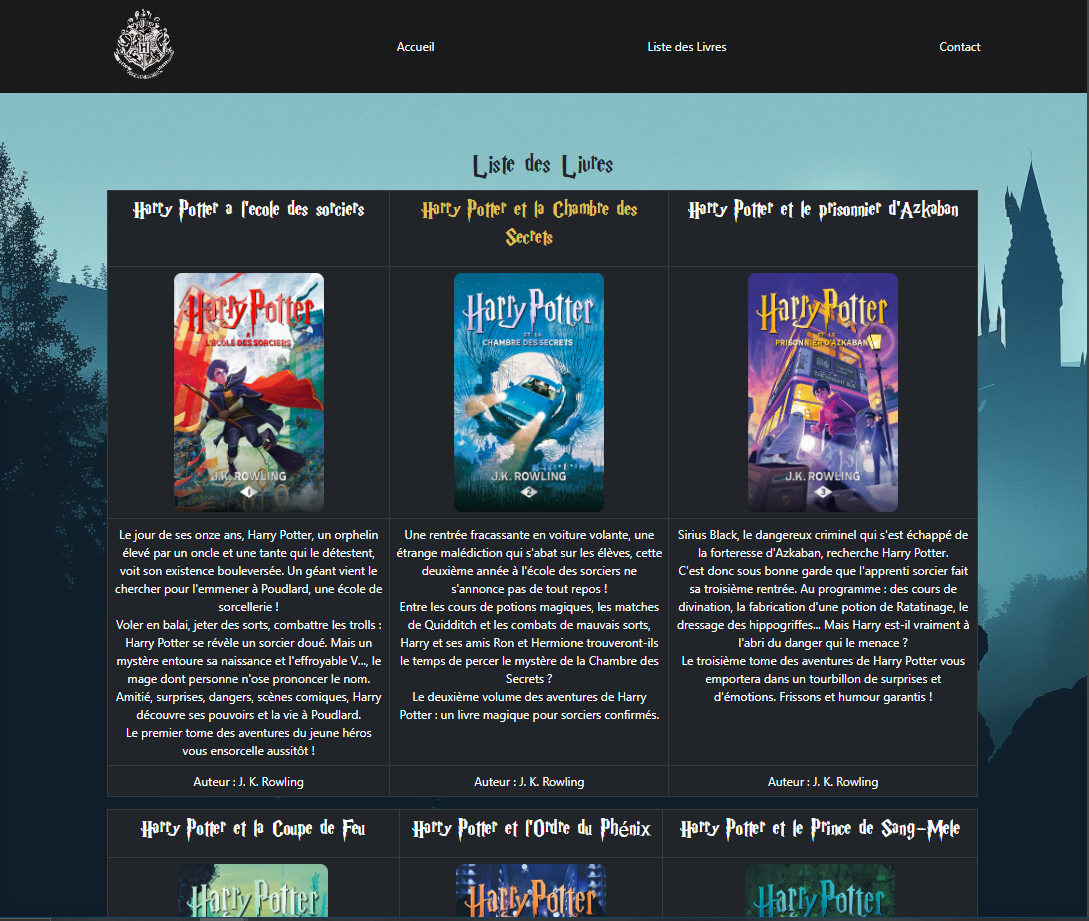 Accueil
Liste des Livres
Contact
Liste des Livres
Harry Potter a l'ecole des sorciers
Harry Potter et la Chambre des
Secrets
Harry Potter et le prisonnier d'Azkaban
Harry Potter
À
L'ÉCOLE DES SORCIERS
J.K. ROWLING
1
Harry Potter
ET LA
CHAMBRE DES SECRETS
J.K. ROWLING
2
Harry Potter
ET LE
PRISONNIER D'AZKABAN
J.K. ROWLING
3
Le jour de ses onze ans, Harry Potter, un orphelin
élevé par un oncle et une tante qui le détestent,
voit son existence bouleversée. Un géant vient le
chercher pour l'emmener à Poudlard, une école de
sorcellerie !
Voler en balai, jeter des sorts, combattre les trolls :
Harry Potter se révèle un sorcier doué. Mais un
mystère entoure sa naissance et l'effroyable V..., le
mage dont personne n'ose prononcer le nom.
Amitié, surprises, dangers, scènes comiques, Harry
découvre ses pouvoirs et la vie à Poudlard.
Le premier tome des aventures du jeune héros
vous ensorcelle aussitôt !
Une rentrée fracassante en voiture volante, une
étrange malédiction qui s'abat sur les élèves, cette
deuxième année à l'école des sorciers ne
s'annonce pas de tout repos !
Entre les cours de potions magiques, les matches
de Quidditch et les combats de mauvais sorts,
Harry et ses amis Ron et Hermione trouveront-ils
le temps de percer le mystère de la Chambre des
Secrets ?
Le deuxième volume des aventures de Harry
Potter : un livre magique pour sorciers confirmés.
Sirius Black, le dangereux criminel qui s'est échappé de
la forteresse d'Azkaban, recherche Harry Potter.
C'est donc sous bonne garde que l'apprenti sorcier fait
sa troisième rentrée. Au programme : des cours de
divination, la fabrication d'une potion de Ratatinage, le
dressage des hippogriffes... Mais Harry est-il vraiment à
l'abri du danger qui le menace ?
Le troisième tome des aventures de Harry Potter vous
emportera dans un tourbillon de surprises et
d'émotions. Frissons et humour garantis !
Auteur : J. K. Rowling
Auteur : J. K. Rowling
Auteur : J. K. Rowling
Harry Potter et la Coupe de Feu
Harry Potter et l'Ordre du Phénix
Harry Potter et le Prince de Sang-Mele
Harry Potter
Harry Potter
Harry Potter